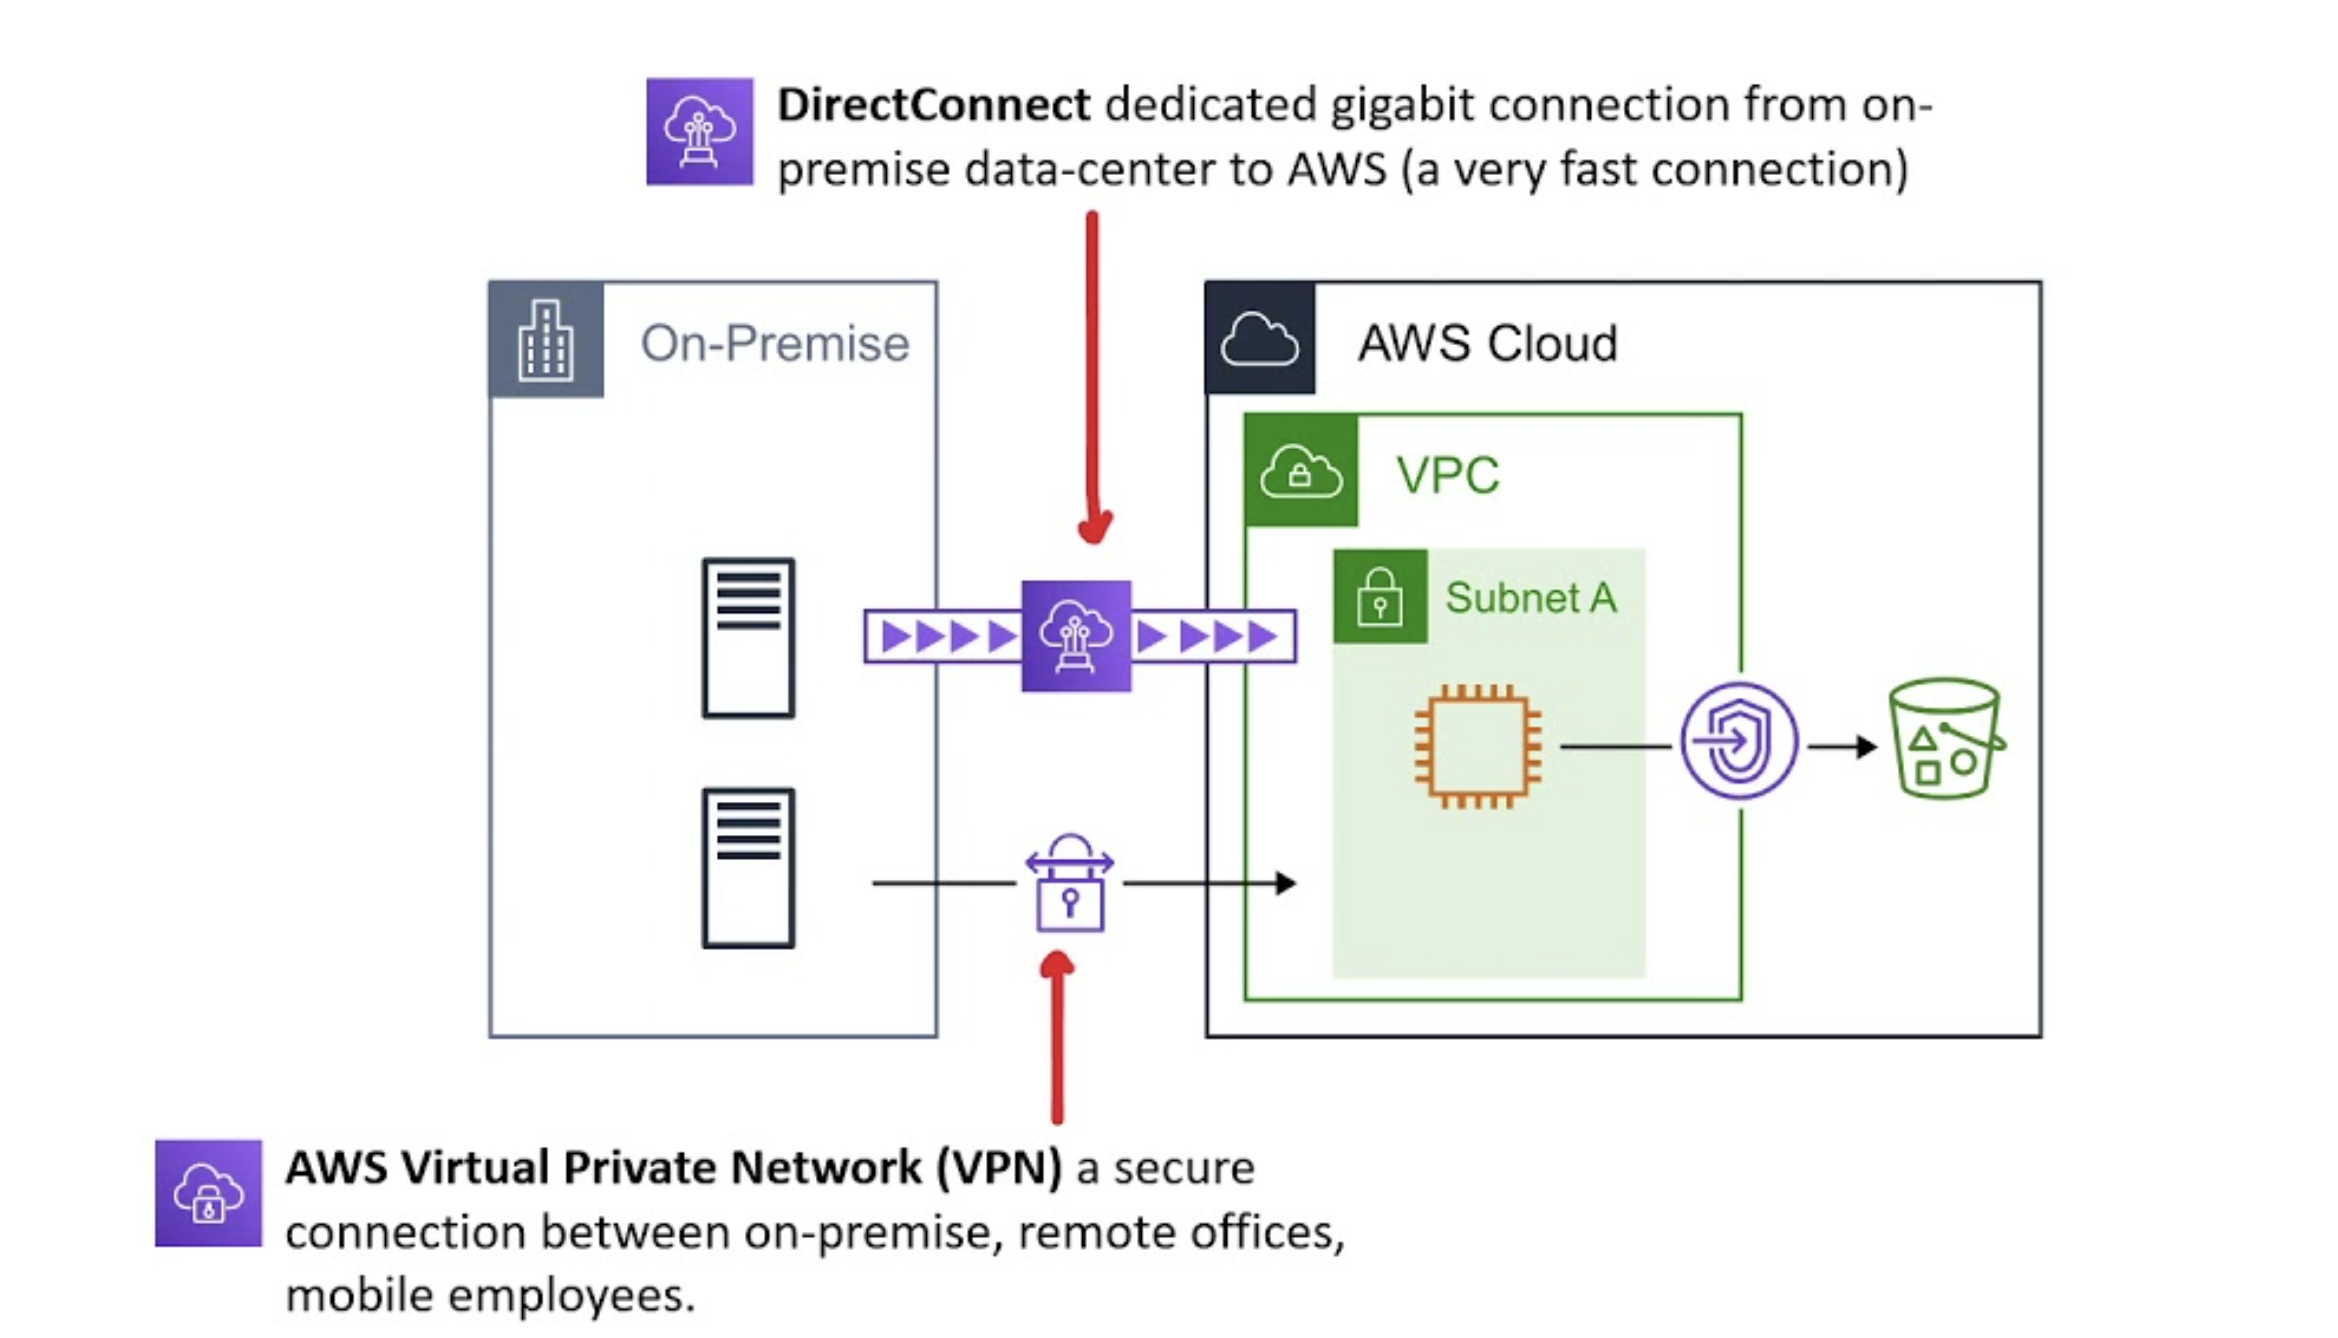 DirectConnect dedicated gigabit connection from on-
premise data-center to AWS (a very fast connection)
On-Premise
AWS Cloud
VPC
Subnet A
AWS Virtual Private Network (VPN) a secure
connection between on-premise, remote offices,
mobile employees.